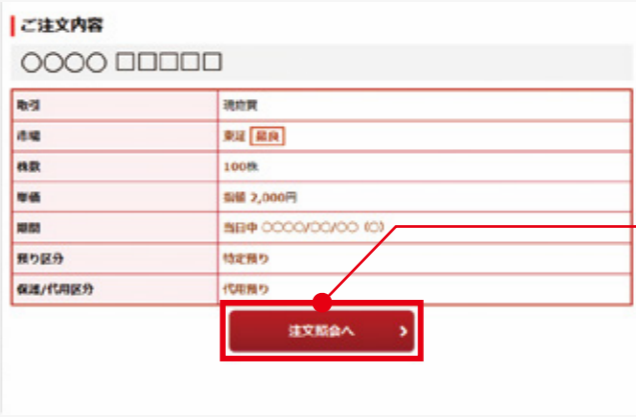 ご注文内容
○○○○ □□□□□
取引 現物買
市場 東証 最良
株数 100株
単価 指値 2,000円
期間 当日中 ○○○○/○○/○○ (○)
預り区分 特定預り
保護/代用区分 代用預り
注文照会へ